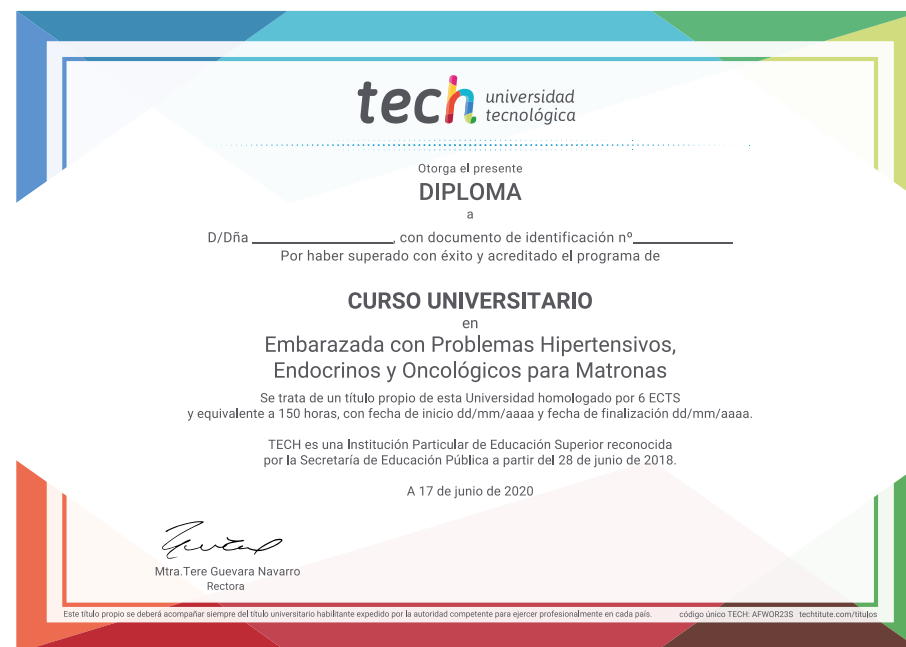 tech universidad
tecnológica
Otorga el presente
DIPLOMA
a
D/Dña ____________________, con documento de identificación nº______________
Por haber superado con éxito y acreditado el programa de
CURSO UNIVERSITARIO
en
Embarazada con Problemas Hipertensivos,
Endocrinos y Oncológicos para Matronas
Se trata de un título propio de esta Universidad homologado por 6 ECTS
y equivalente a 150 horas, con fecha de inicio dd/mm/aaaa y fecha de finalización dd/mm/aaaa.
TECH es una Institución Particular de Educación Superior reconocida
por la Secretaría de Educación Pública a partir del 28 de junio de 2018.
A 17 de junio de 2020
Mtra.Tere Guevara Navarro
Rectora
Este título propio se deberá acompañar siempre del título universitario habilitante expedido por la autoridad competente para ejercer profesionalmente en cada país. código único TECH: AFWOR23S techtitute.com/titulos